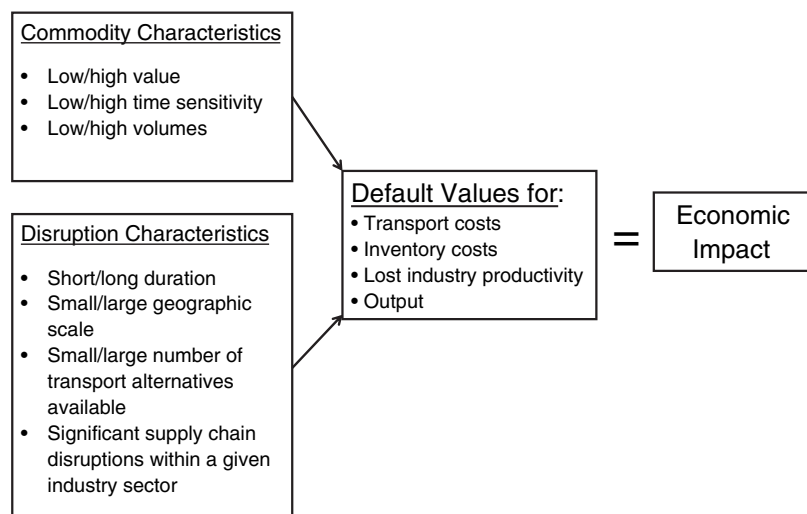 Commodity Characteristics
• Low/high value
• Low/high time sensitivity
• Low/high volumes
Disruption Characteristics
• Short/long duration
• Small/large geographic
scale
• Small/large number of
transport alternatives
available
• Significant supply chain
disruptions within a given
industry sector
Default Values for:
• Transport costs
• Inventory costs
• Lost industry productivity
• Output
=
Economic
Impact